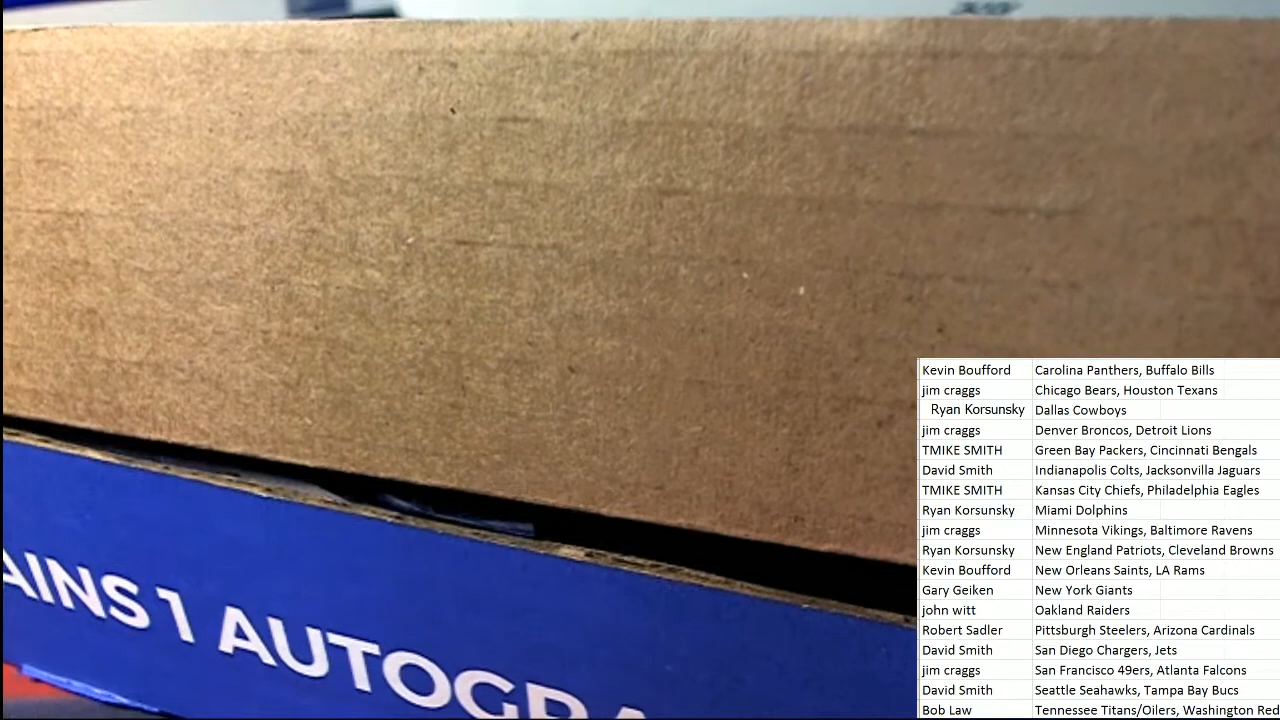 AINS 1 AUTOGRA
Kevin Boufford Carolina Panthers, Buffalo Bills
jim craggs Chicago Bears, Houston Texans
Ryan Korsunsky Dallas Cowboys
jim craggs Denver Broncos, Detroit Lions
TMIKE SMITH Green Bay Packers, Cincinnati Bengals
David Smith Indianapolis Colts, Jacksonvilla Jaguars
TMIKE SMITH Kansas City Chiefs, Philadelphia Eagles
Ryan Korsunsky Miami Dolphins
jim craggs Minnesota Vikings, Baltimore Ravens
Ryan Korsunsky New England Patriots, Cleveland Browns
Kevin Boufford New Orleans Saints, LA Rams
Gary Geiken New York Giants
john witt Oakland Raiders
Robert Sadler Pittsburgh Steelers, Arizona Cardinals
David Smith San Diego Chargers, Jets
jim craggs San Francisco 49ers, Atlanta Falcons
David Smith Seattle Seahawks, Tampa Bay Bucs
Bob Law Tennessee Titans/Oilers, Washington Red